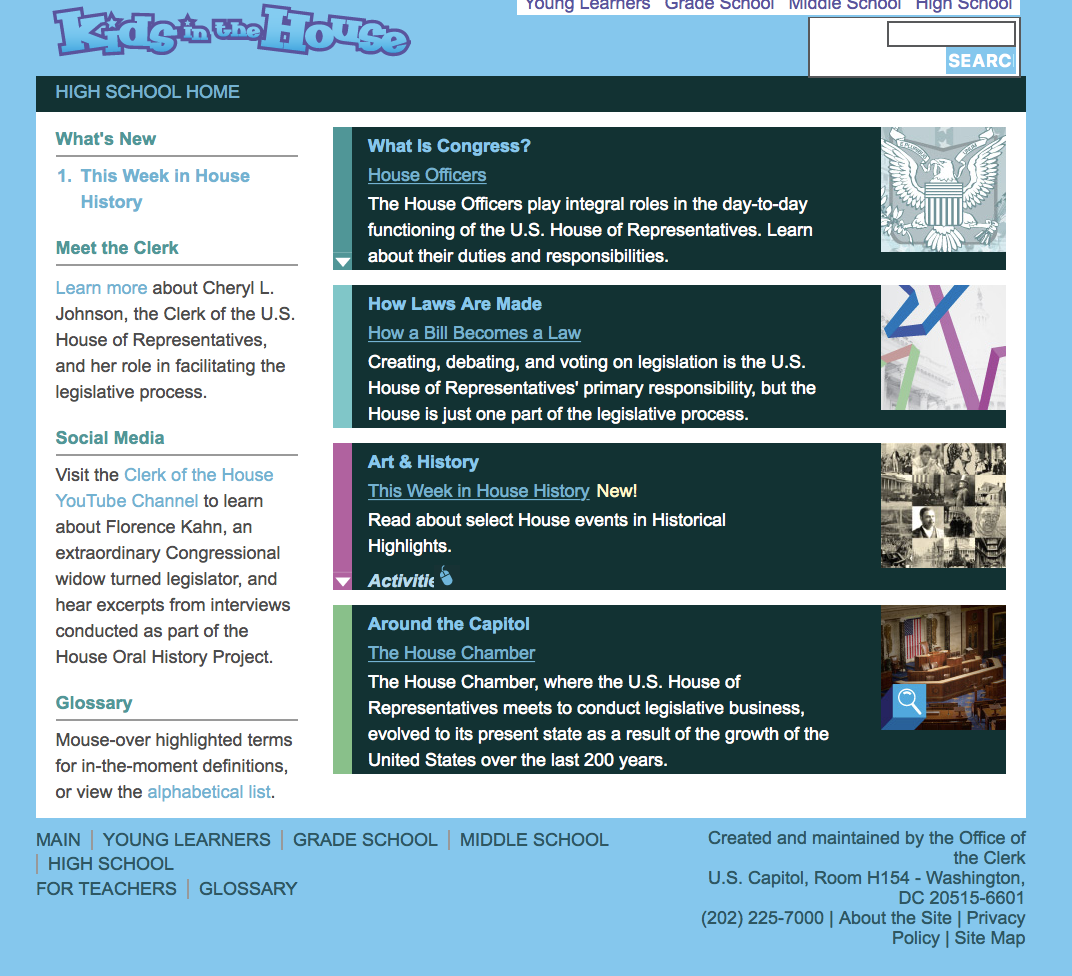 Young Learners Grade School Middle School High School
Kids in the House
SEARC
HIGH SCHOOL HOME
What's New
1. This Week in House
History
Meet the Clerk
Learn more about Cheryl L.
Johnson, the Clerk of the U.S.
House of Representatives,
and her role in facilitating the
legislative process.
Social Media
Visit the Clerk of the House
YouTube Channel to learn
about Florence Kahn, an
extraordinary Congressional
widow turned legislator, and
hear excerpts from interviews
conducted as part of the
House Oral History Project.
Glossary
Mouse-over highlighted terms
for in-the-moment definitions,
or view the alphabetical list.
What Is Congress?
House Officers
The House Officers play integral roles in the day-to-day
functioning of the U.S. House of Representatives. Learn
about their duties and responsibilities.
How Laws Are Made
How a Bill Becomes a Law
Creating, debating, and voting on legislation is the U.S.
House of Representatives' primary responsibility, but the
House is just one part of the legislative process.
Art & History
This Week in House History New!
Read about select House events in Historical
Highlights.
Activitie
Around the Capitol
The House Chamber
The House Chamber, where the U.S. House of
Representatives meets to conduct legislative business,
evolved to its present state as a result of the growth of the
United States over the last 200 years.
MAIN | YOUNG LEARNERS | GRADE SCHOOL | MIDDLE SCHOOL
| HIGH SCHOOL
FOR TEACHERS | GLOSSARY
Created and maintained by the Office of
the Clerk
U.S. Capitol, Room H154 - Washington,
DC 20515-6601
(202) 225-7000 | About the Site | Privacy
Policy | Site Map